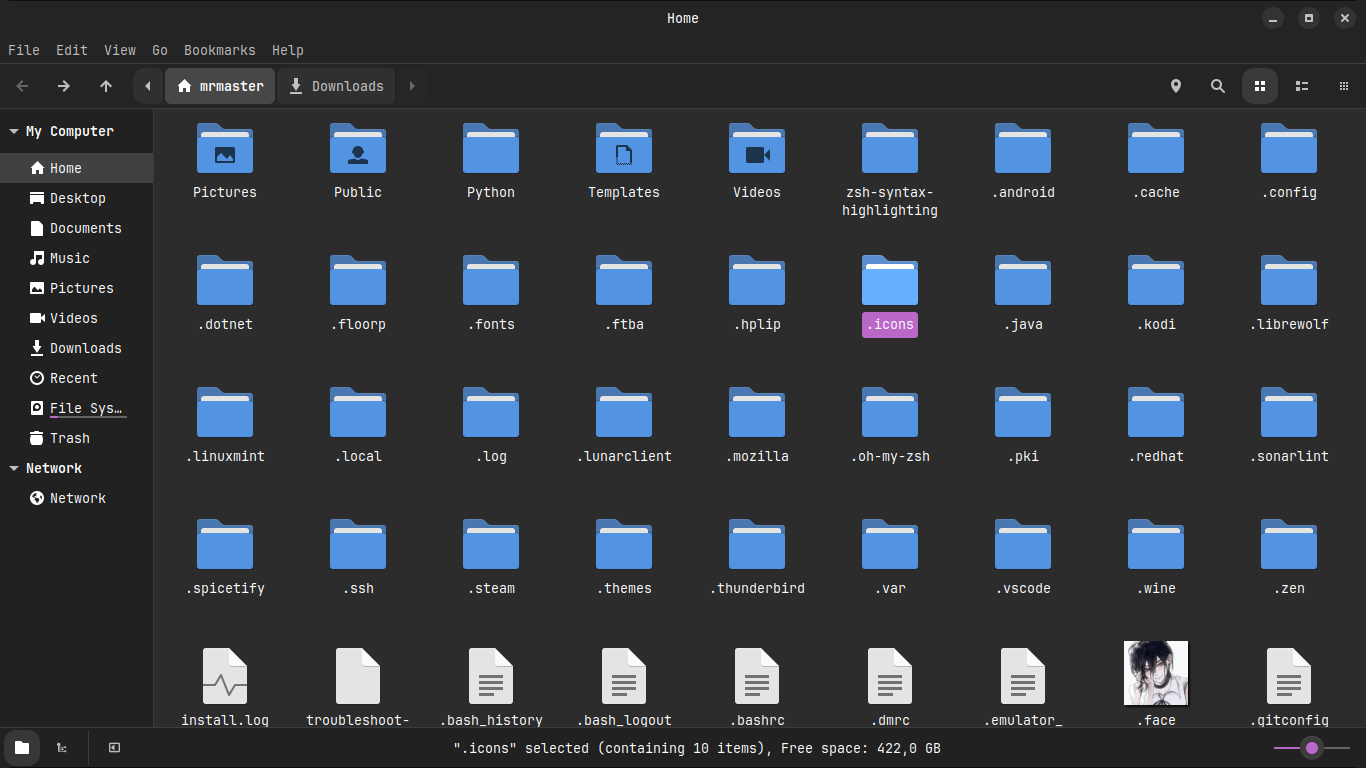 Home
File Edit View Go Bookmarks Help
mrmaster Downloads
My Computer
Home
Desktop
Documents
Music
Pictures
Videos
Downloads
Recent
File Sys…
Trash
Network
Network
Pictures Public Python Templates Videos zsh-syntax- .android .cache .config
highlighting
.dotnet .floorp .fonts .ftba .hplip .icons .java .kodi .librewolf
.linuxmint .local .log .lunarclient .mozilla .oh-my-zsh .pki .redhat .sonarlint
.spicetify .ssh .steam .themes .thunderbird .var .vscode .wine .zen
install.log troubleshoot- .bash_history .bash_logout .bashrc .dmrc .emulator_ .face .gitconfig
".icons" selected (containing 10 items), Free space: 422,0 GB